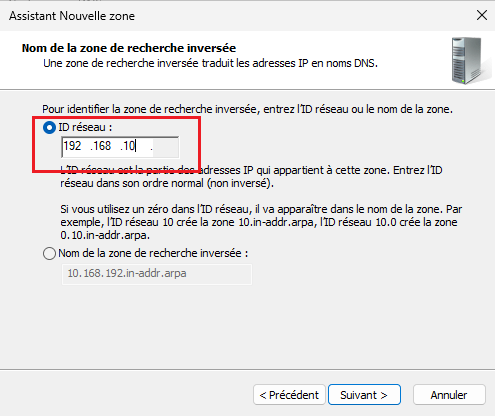 Assistant Nouvelle zone
Nom de la zone de recherche inversée
Une zone de recherche inversée traduit les adresses IP en noms DNS.
Pour identifier la zone de recherche inversée, entrez l'ID réseau ou le nom de la zone.
ID réseau :
192 .168 .10 .
L'ID réseau est la partie des adresses IP qui appartient à cette zone. Entrez l'ID
réseau dans son ordre normal (non inversé).
Si vous utilisez un zéro dans l'ID réseau, il va apparaître dans le nom de la zone. Par
exemple, l'ID réseau 10 crée la zone 10.in-addr.arpa, l'ID réseau 10.0 crée la zone
0.10.in-addr.arpa.
Nom de la zone de recherche inversée :
10.168.192.in-addr.arpa
< Précédent
Suivant >
Annuler